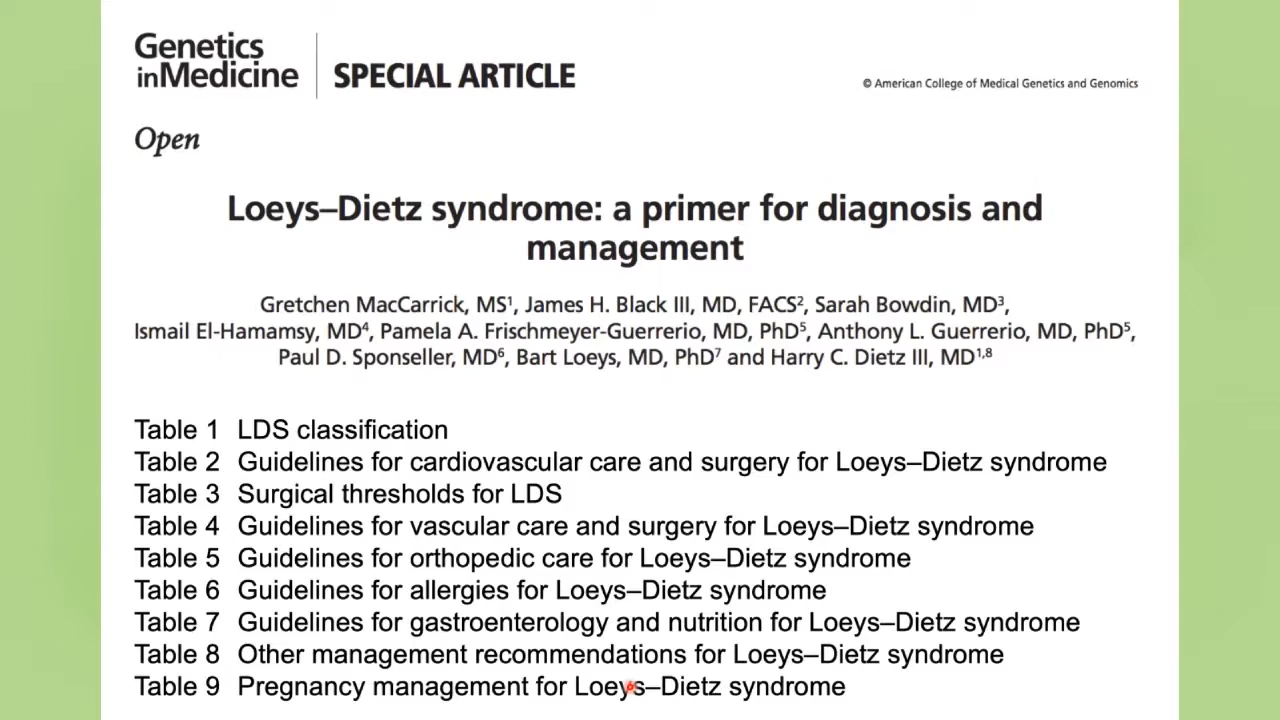 Genetics
inMedicine
SPECIAL ARTICLE
© American College of Medical Genetics and Genomics
Open
Loeys–Dietz syndrome: a primer for diagnosis and
management
Gretchen MacCarrick, MS¹, James H. Black III, MD, FACS², Sarah Bowdin, MD³,
Ismail El-Hamamsy, MD⁴, Pamela A. Frischmeyer-Guerrerio, MD, PhD⁵, Anthony L. Guerrerio, MD, PhD⁵,
Paul D. Sponseller, MD⁶, Bart Loeys, MD, PhD⁷ and Harry C. Dietz III, MD¹,⁸
Table 1 LDS classification
Table 2 Guidelines for cardiovascular care and surgery for Loeys–Dietz syndrome
Table 3 Surgical thresholds for LDS
Table 4 Guidelines for vascular care and surgery for Loeys–Dietz syndrome
Table 5 Guidelines for orthopedic care for Loeys–Dietz syndrome
Table 6 Guidelines for allergies for Loeys–Dietz syndrome
Table 7 Guidelines for gastroenterology and nutrition for Loeys–Dietz syndrome
Table 8 Other management recommendations for Loeys–Dietz syndrome
Table 9 Pregnancy management for Loeys–Dietz syndrome